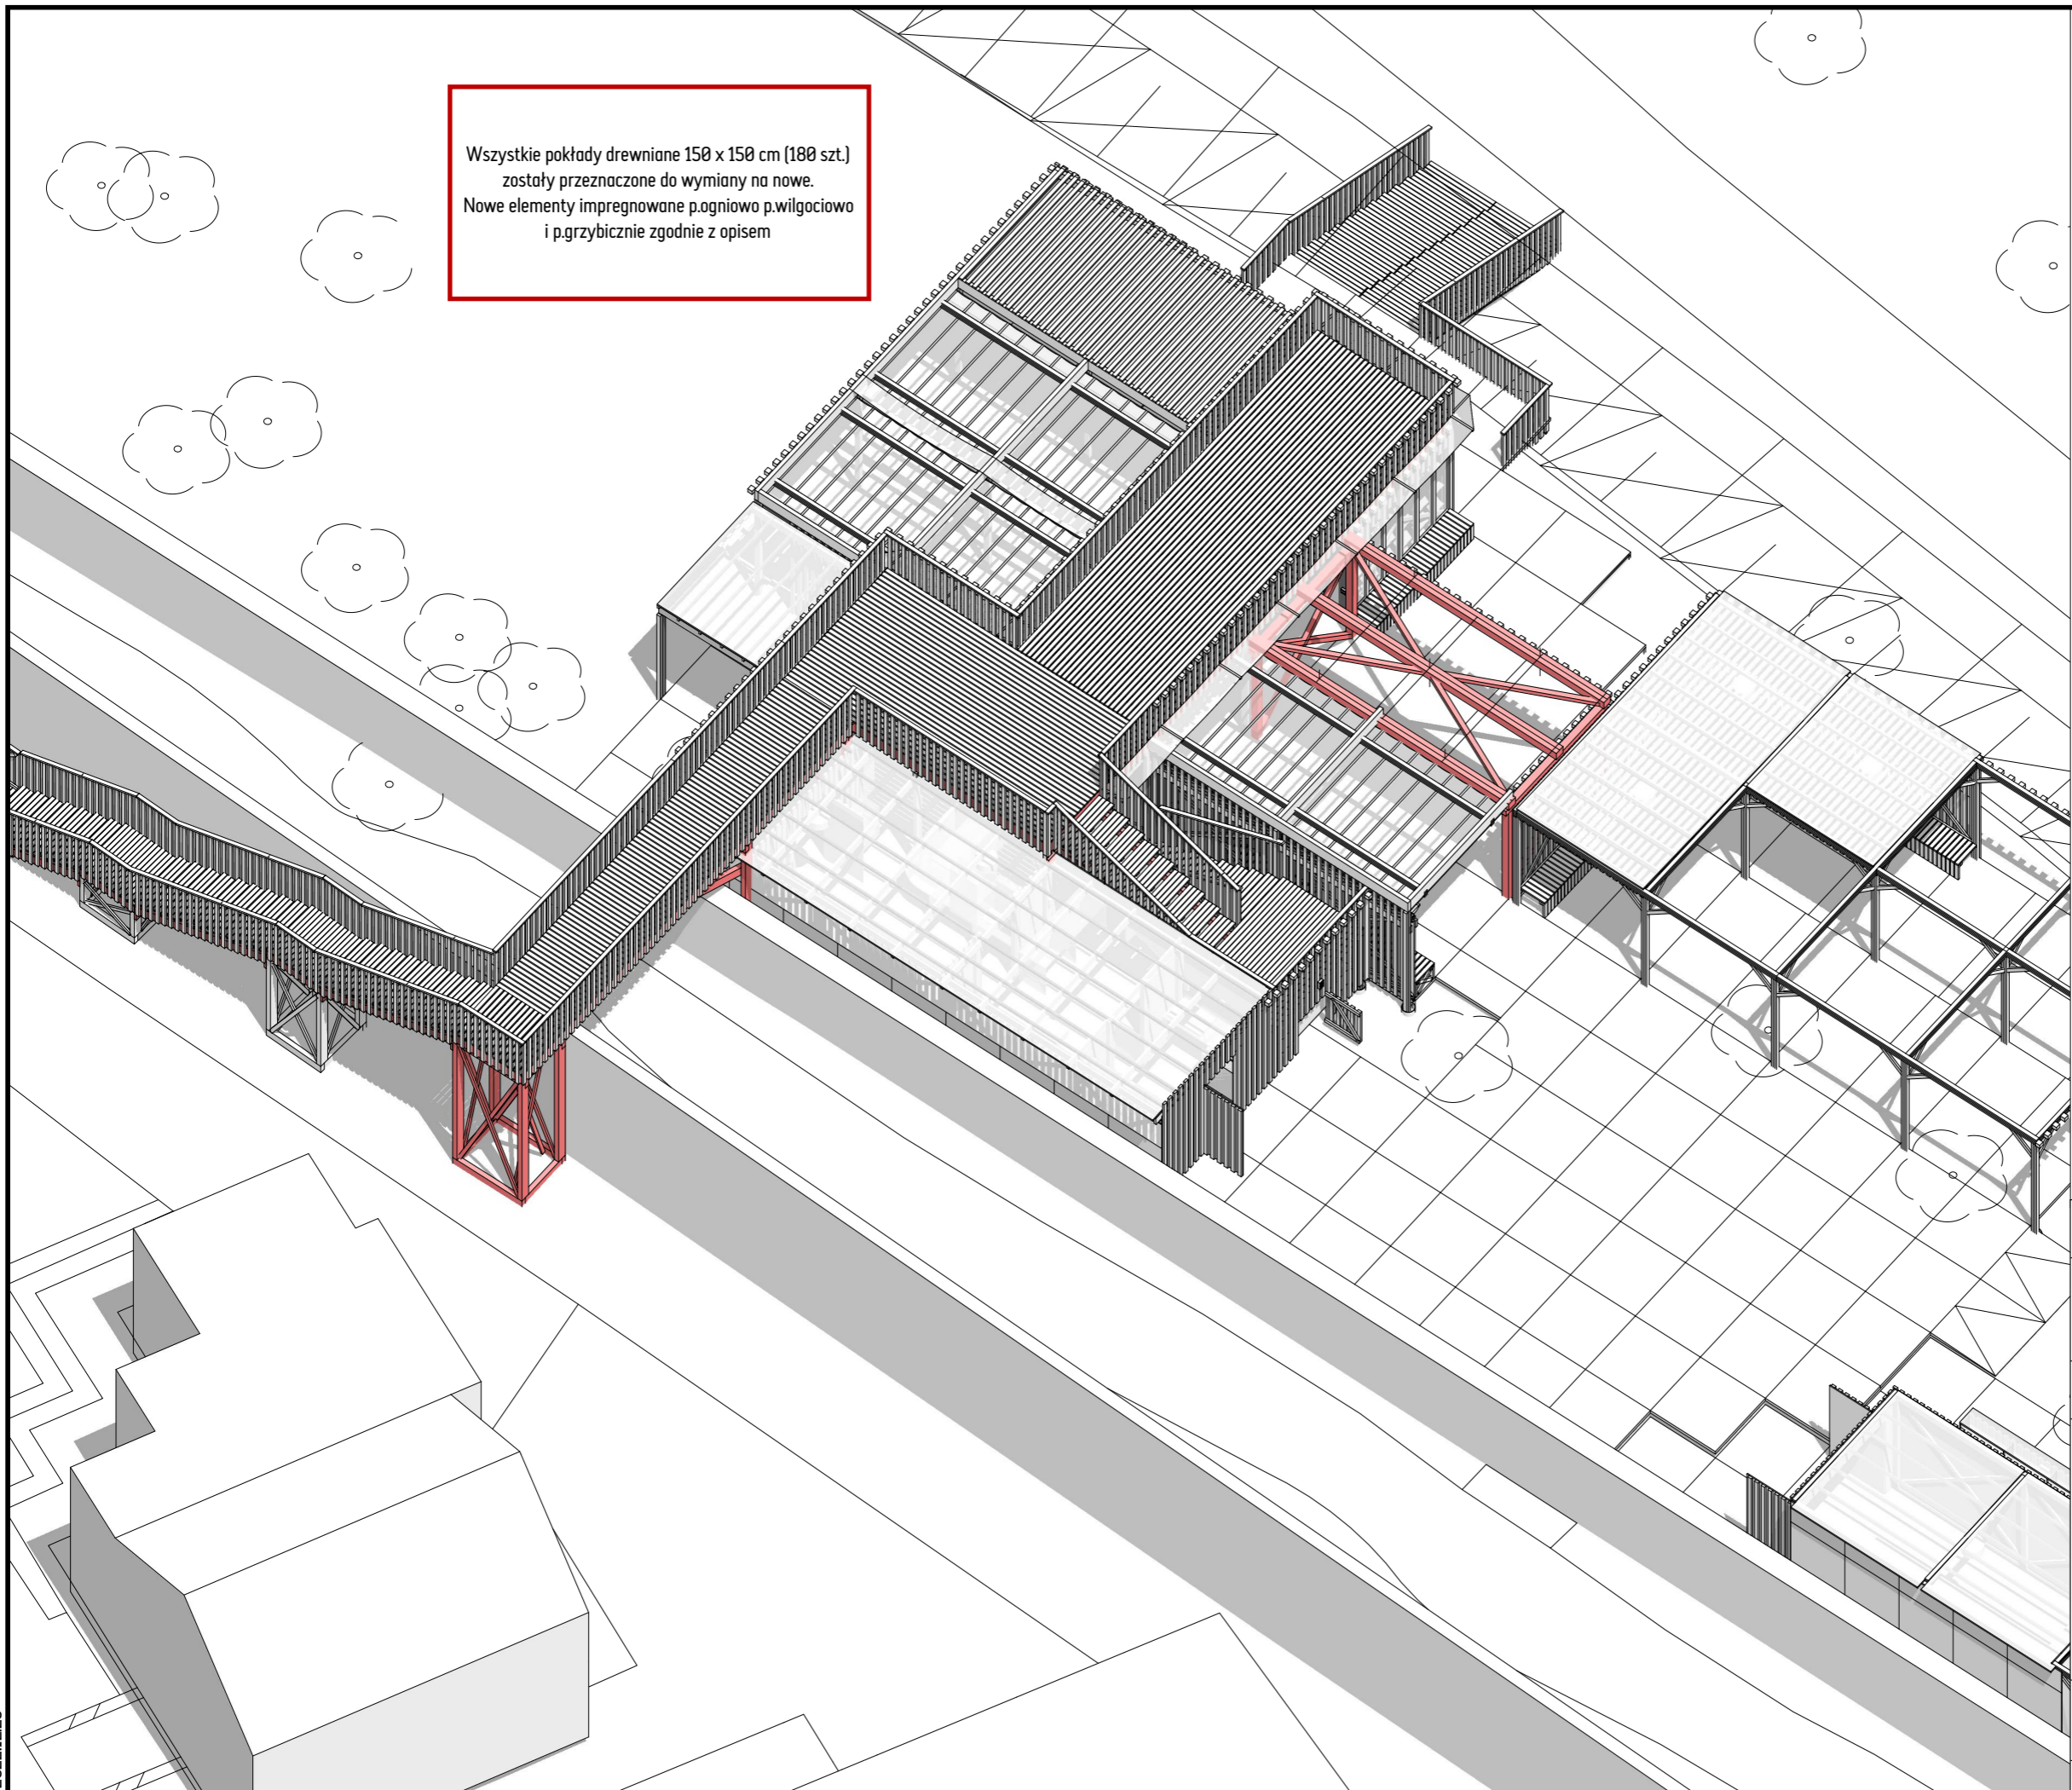 Wszystkie pokłady drewniane 150 x 150 cm (180 szt.)
zostały przeznaczone do wymiany na nowe.
Nowe elementy impregnowane p.ogniowo p.wilgociowo
i p.grzybicznie zgodnie z opisem